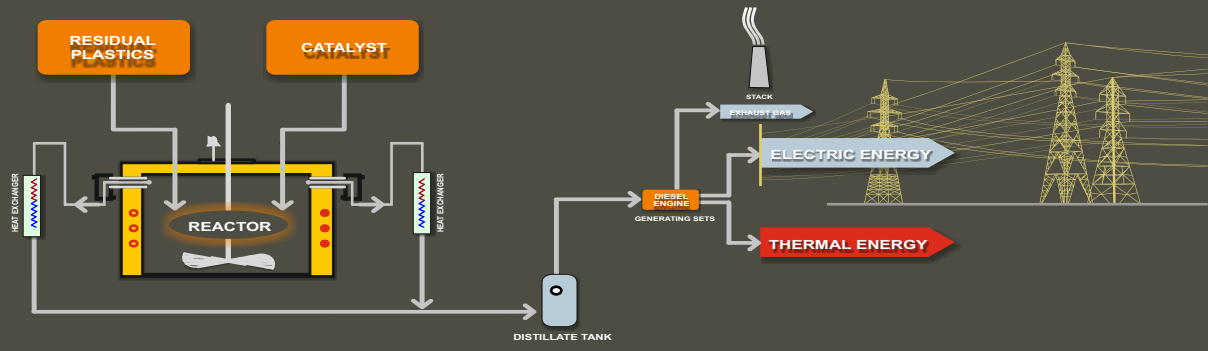 RESIDUAL
PLASTICS
CATALYST
HEAT EXCHANGER
REACTOR
HEAT EXCHANGER
DISTILLATE TANK
DIESEL
ENGINE
GENERATING SETS
STACK
EXHAUST GAS
ELECTRIC ENERGY
THERMAL ENERGY